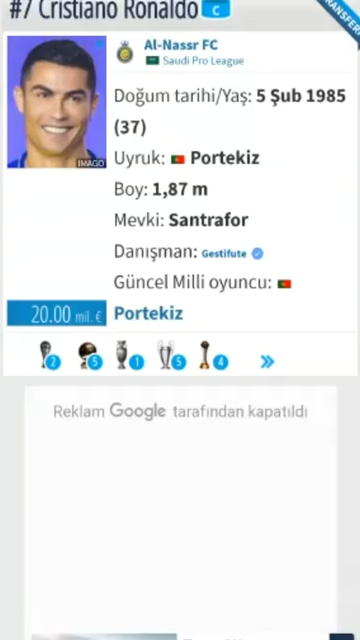 #7 Cristiano Ronaldo C
TRANSFER
Al-Nassr FC
Saudi Pro League
Doğum tarihi/Yaş: 5 Şub 1985
(37)
IMAGO
Uyruk: Portekiz
Boy: 1,87 m
Mevki: Santrafor
Danışman: Gestifute
Güncel Milli oyuncu:
20.00 mil. €
Portekiz
2 5 1 5 4 »
Reklam Google tarafından kapatıldı